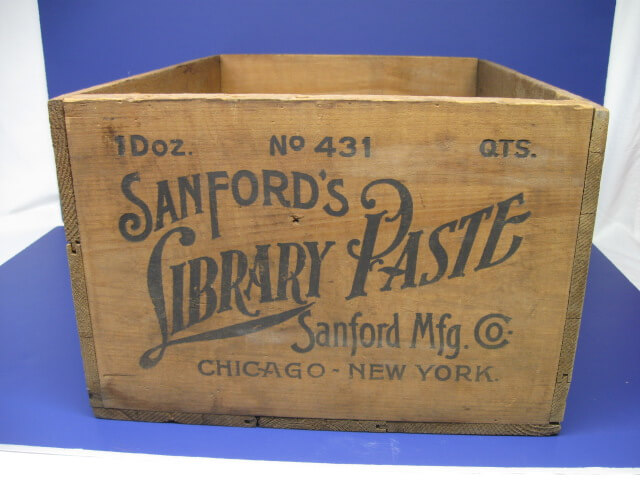 1 Doz. No 431 QTS.
SANFORD'S
LIBRARY PASTE
Sanford Mfg. Co.
CHICAGO - NEW YORK.